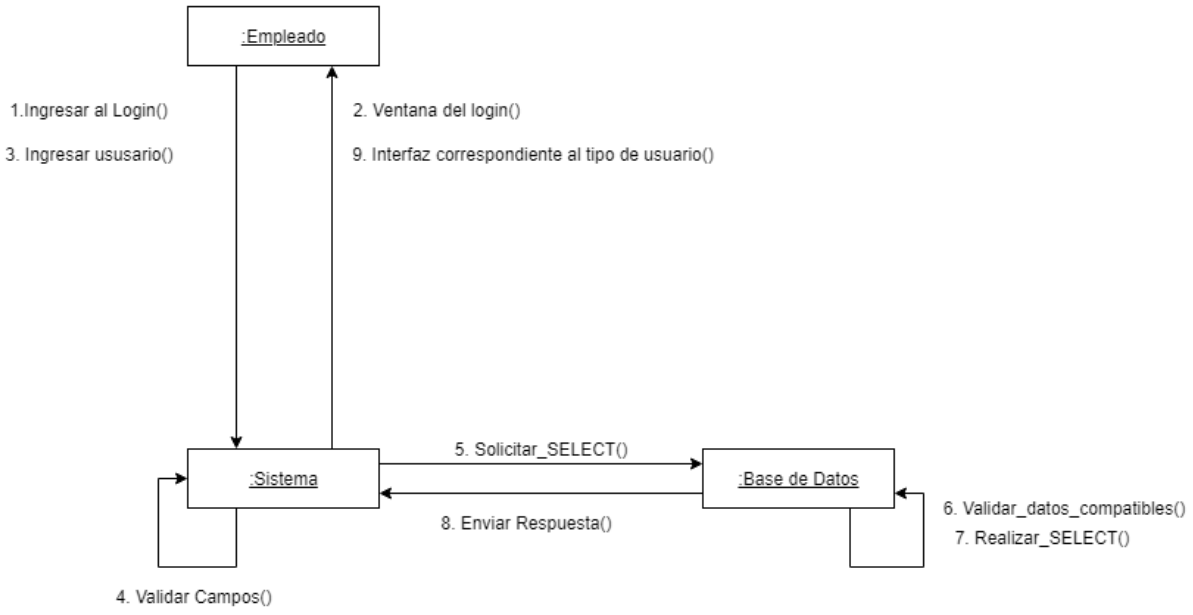 :Empleado
1.Ingresar al Login()
2. Ventana del login()
3. Ingresar ususario()
9. Interfaz correspondiente al tipo de usuario()
5. Solicitar_SELECT()
:Sistema
:Base de Datos
8. Enviar Respuesta()
6. Validar_datos_compatibles()
7. Realizar_SELECT()
4. Validar Campos()